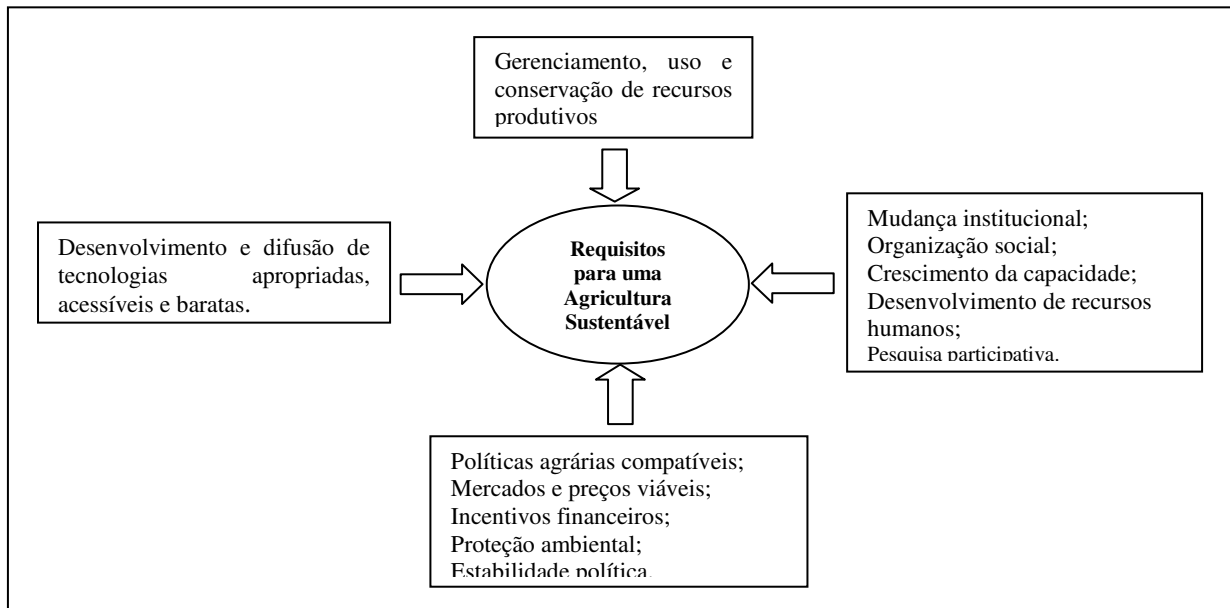 Gerenciamento, uso e
conservação de recursos
produtivos
Desenvolvimento e difusão de
tecnologias apropriadas,
acessíveis e baratas.
Requisitos
para uma
Agricultura
Sustentável
Mudança institucional;
Organização social;
Crescimento da capacidade;
Desenvolvimento de recursos
humanos;
Pesquisa participativa.
Políticas agrárias compatíveis;
Mercados e preços viáveis;
Incentivos financeiros;
Proteção ambiental;
Estabilidade política.